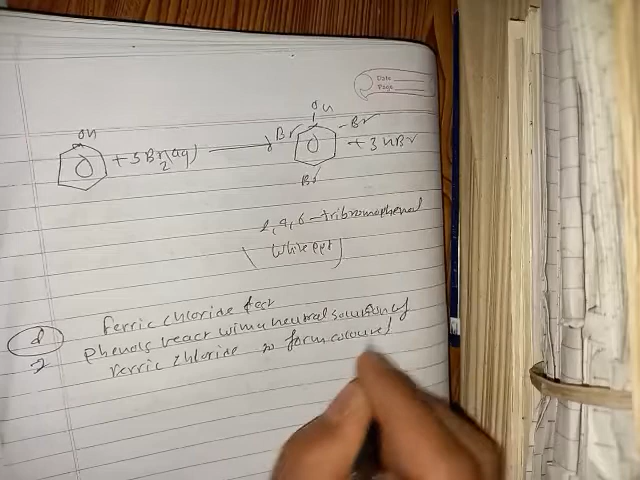 Date
Page
OH
OH
Br
Br
+ 3Br2(aq) → + 3HBr
Br
2,4,6-tribromophenol
(white ppt)
d
Ferric chloride test
Phenols react with a neutral solution of
Ferric chloride to form coloured